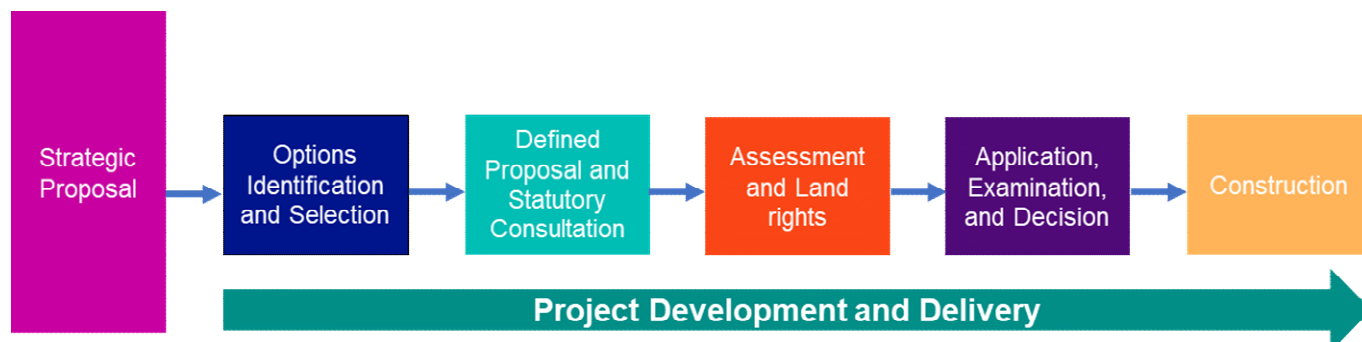 Strategic
Proposal
Options
Identification
and Selection
Defined
Proposal and
Statutory
Consultation
Assessment
and Land
rights
Application,
Examination,
and Decision
Construction
Project Development and Delivery